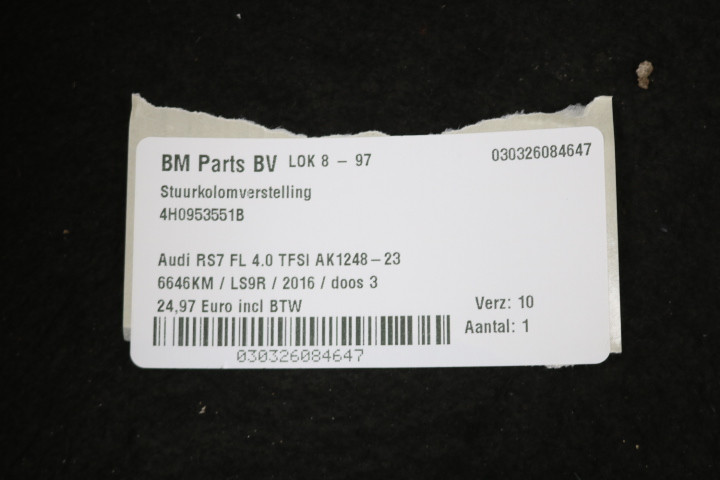 BM Parts BV LOK 8 - 97 030326084647
Stuurkolomverstelling
4H0953551B
Audi RS7 FL 4.0 TFSI AK1248-23
6646KM / LS9R / 2016 / doos 3
24,97 Euro incl BTW Verz: 10
Aantal: 1
030326084647